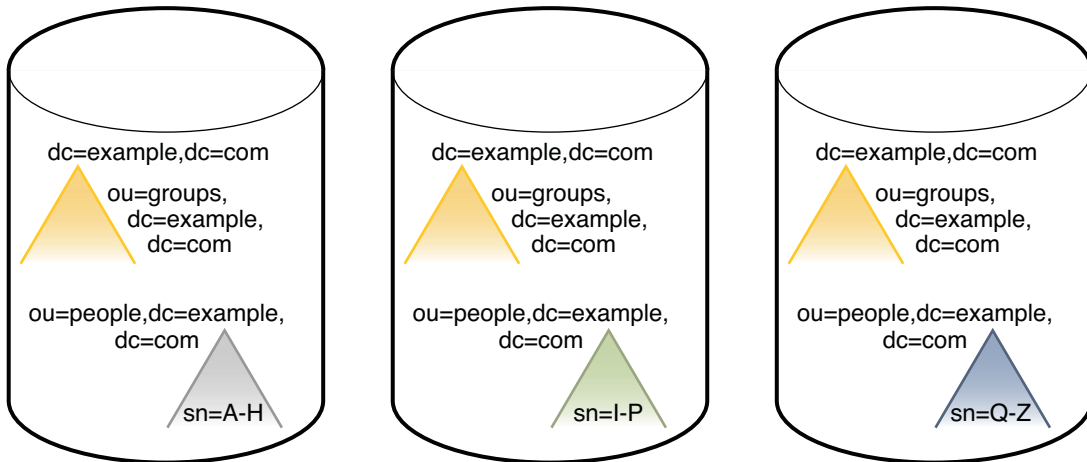 dc=example,dc=com
ou=groups,
dc=example,
dc=com
ou=people,dc=example,
dc=com
sn=A-H
dc=example,dc=com
ou=groups,
dc=example,
dc=com
ou=people,dc=example,
dc=com
sn=I-P
dc=example,dc=com
ou=groups,
dc=example,
dc=com
ou=people,dc=example,
dc=com
sn=Q-Z